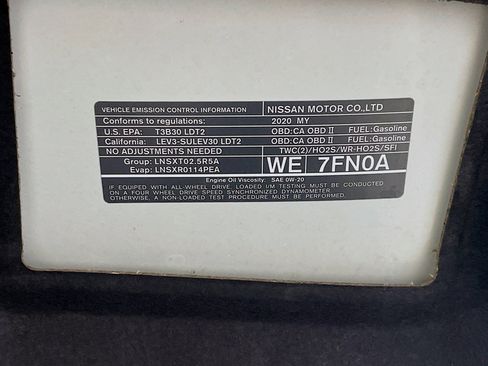 VEHICLE EMISSION CONTROL INFORMATION NISSAN MOTOR CO.,LTD
Conforms to regulations: 2020 MY
U.S. EPA: T3B30 LDT2 OBD:CA OBD II FUEL:Gasoline
California: LEV3-SULEV30 LDT2 OBD:CA OBD II FUEL:Gasoline
NO ADJUSTMENTS NEEDED TWC(2)/HO2S/WR-HO2S/SFI
Group: LNSXT02.5R5A WE 7FN0A
Evap: LNSXR0114PEA
Engine Oil Viscosity: SAE 0W-20
IF EQUIPPED WITH ALL-WHEEL DRIVE, LOADED I/M TESTING MUST BE CONDUCTED
ON A FOUR WHEEL DRIVE SPEED SYNCHRONIZED DYNAMOMETER.
OTHERWISE, A NON-LOADED TEST PROCEDURE MUST BE PERFORMED.